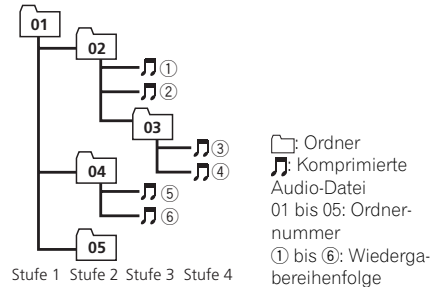 01
02
①
②
03
③
④
04
⑤
⑥
05
Stufe 1 Stufe 2 Stufe 3 Stufe 4
: Ordner
: Komprimierte
Audio-Datei
01 bis 05: Ordner-
nummer
① bis ⑥: Wiederga-
bereihenfolge